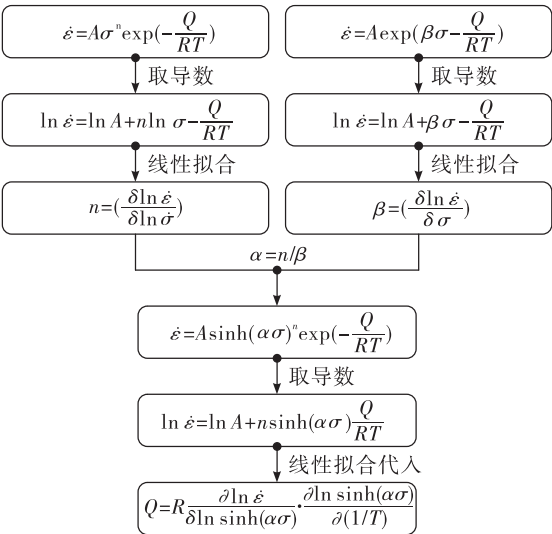 ε̇=Aσⁿexp(-Q/RT)
ε̇=Aexp(βσ-Q/RT)
取导数
取导数
ln ε̇=ln A+nln σ-Q/RT
ln ε̇=ln A+βσ-Q/RT
线性拟合
线性拟合
n=(δln ε̇/δln σ̇)
β=(δln ε̇/δ σ)
α=n/β
ε̇=Asinh(ασ)ⁿexp(-Q/RT)
取导数
ln ε̇=ln A+nsinh(ασ)Q/RT
线性拟合代入
Q=R ∂ln ε̇/δln sinh(ασ)·∂ln sinh(ασ)/∂(1/T)